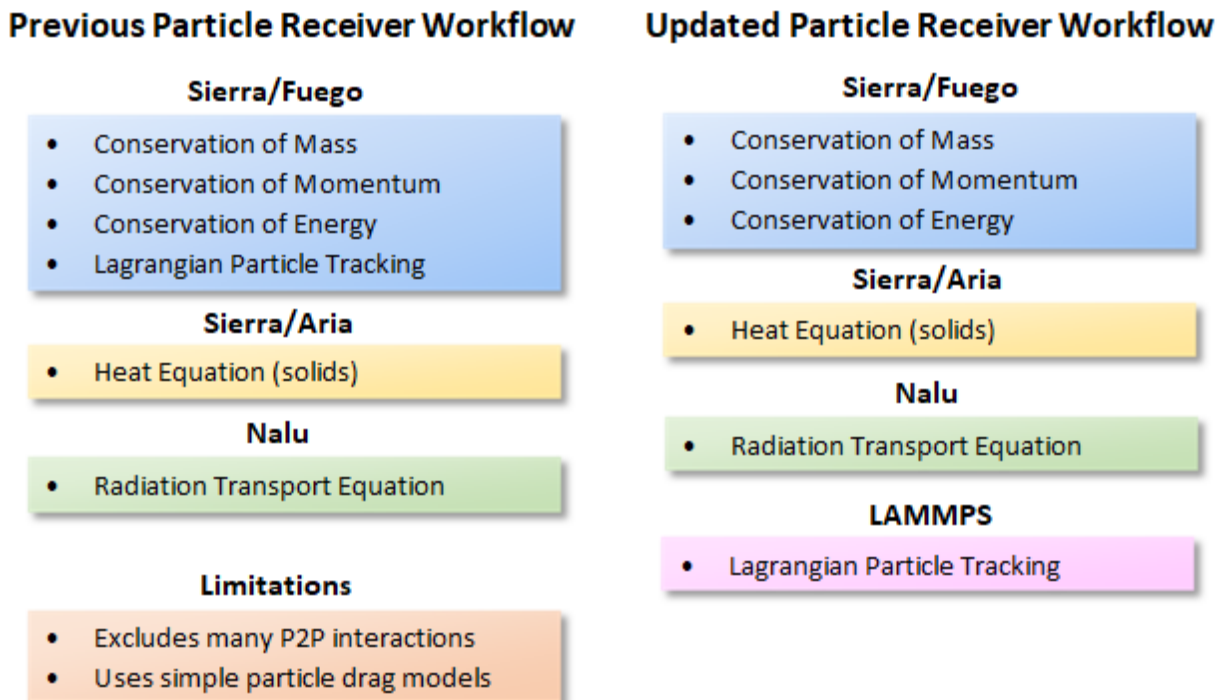 Previous Particle Receiver Workflow
Sierra/Fuego
• Conservation of Mass
• Conservation of Momentum
• Conservation of Energy
• Lagrangian Particle Tracking
Sierra/Aria
• Heat Equation (solids)
Nalu
• Radiation Transport Equation
Limitations
• Excludes many P2P interactions
• Uses simple particle drag models
Updated Particle Receiver Workflow
Sierra/Fuego
• Conservation of Mass
• Conservation of Momentum
• Conservation of Energy
Sierra/Aria
• Heat Equation (solids)
Nalu
• Radiation Transport Equation
LAMMPS
• Lagrangian Particle Tracking